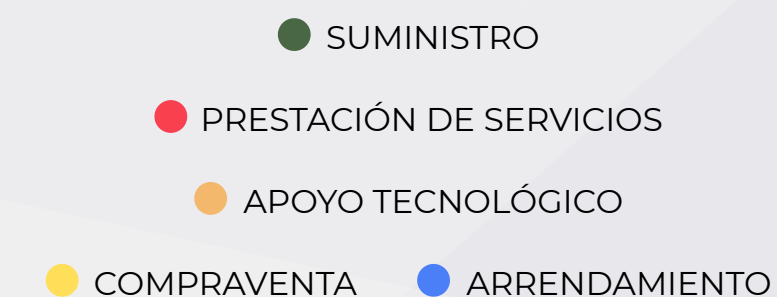 SUMINISTRO
PRESTACIÓN DE SERVICIOS
APOYO TECNOLÓGICO
COMPRAVENTA ARRENDAMIENTO